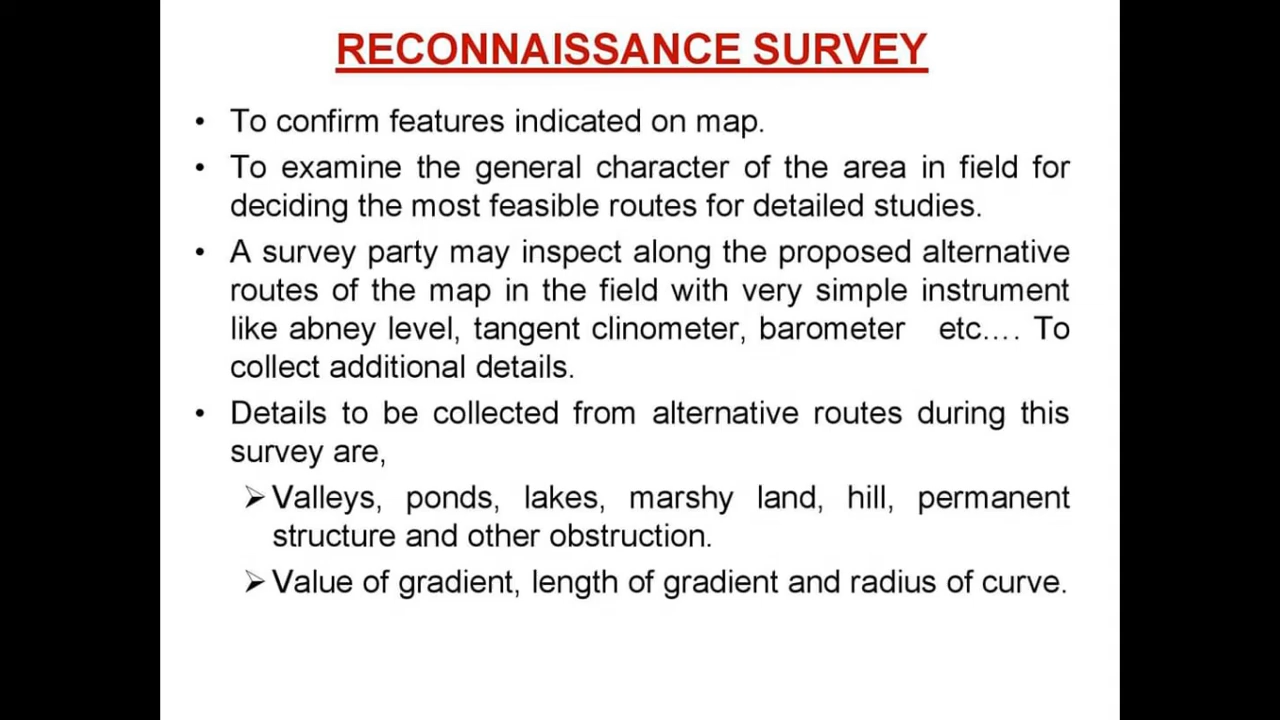 RECONNAISSANCE SURVEY
• To confirm features indicated on map.
• To examine the general character of the area in field for
deciding the most feasible routes for detailed studies.
• A survey party may inspect along the proposed alternative
routes of the map in the field with very simple instrument
like abney level, tangent clinometer, barometer etc.... To
collect additional details.
• Details to be collected from alternative routes during this
survey are,
➢ Valleys, ponds, lakes, marshy land, hill, permanent
structure and other obstruction.
➢ Value of gradient, length of gradient and radius of curve.